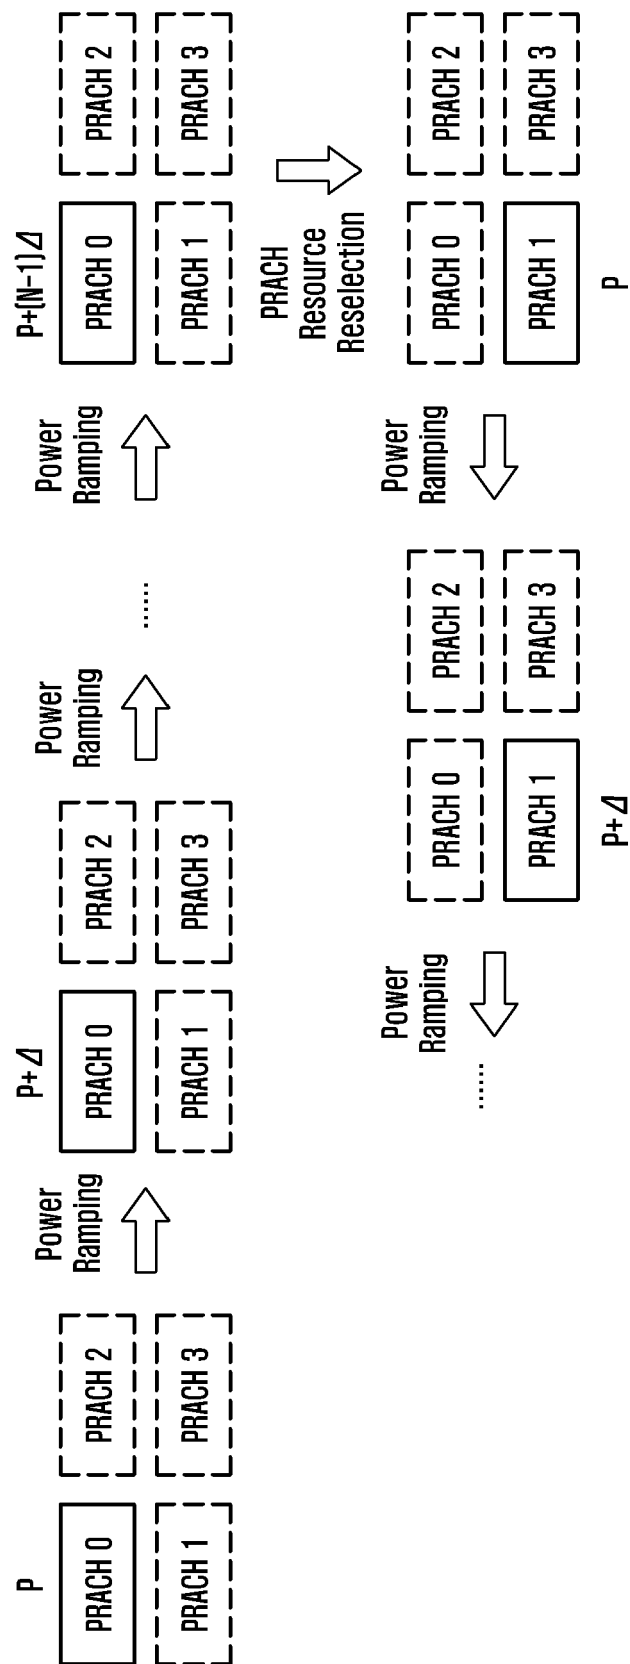 P
PRACH 0
PRACH 2
PRACH 1
PRACH 3
Power
Ramping
P+Δ
PRACH 0
PRACH 2
PRACH 1
PRACH 3
Power
Ramping
......
Power
Ramping
P+(N-1)Δ
PRACH 0
PRACH 2
PRACH 1
PRACH 3
PRACH
Resource
Reselection
PRACH 0
PRACH 2
PRACH 1
PRACH 3
P
Power
Ramping
PRACH 0
PRACH 2
PRACH 1
PRACH 3
P+Δ
Power
Ramping
......